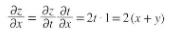 ∂z/∂x = ∂z/∂t ∂t/∂x = 2t · 1 = 2(x + y)